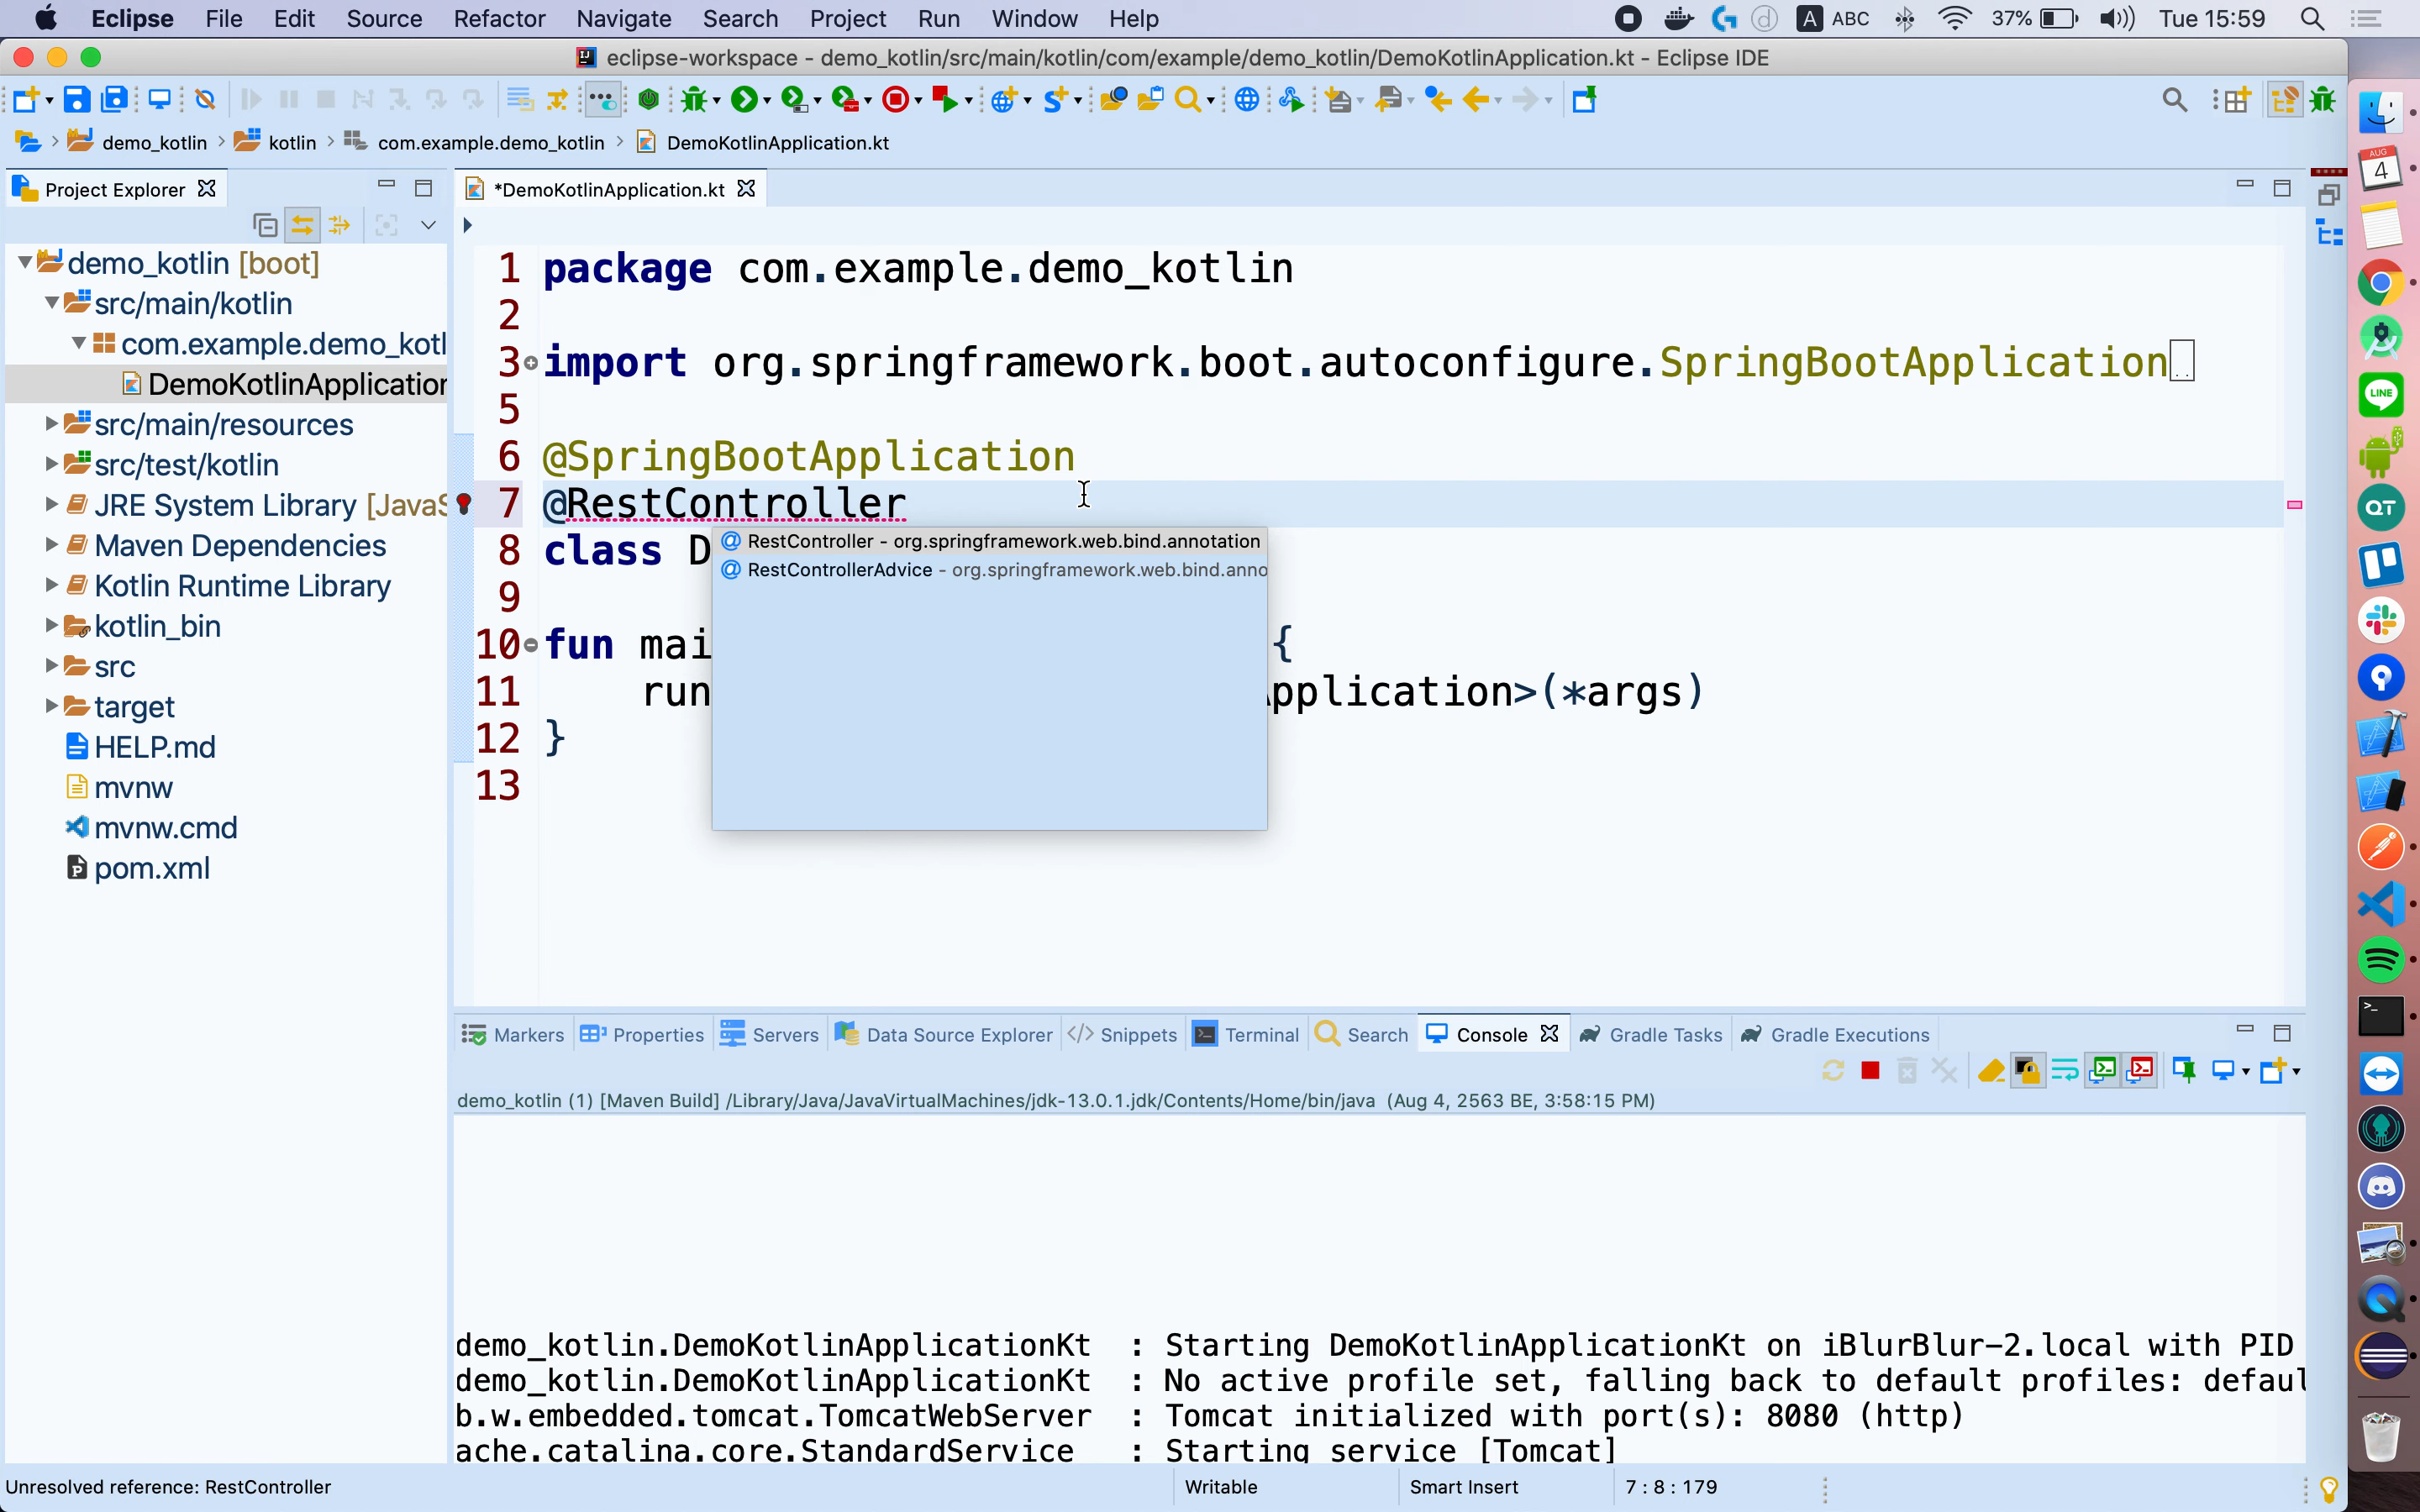 Eclipse File Edit Source Refactor Navigate Search Project Run Window Help A ABC 37% Tue 15:59
eclipse-workspace - demo_kotlin/src/main/kotlin/com/example/demo_kotlin/DemoKotlinApplication.kt - Eclipse IDE
demo_kotlin kotlin com.example.demo_kotlin DemoKotlinApplication.kt
Project Explorer
demo_kotlin [boot]
src/main/kotlin
com.example.demo_kotl
DemoKotlinApplication
src/main/resources
src/test/kotlin
JRE System Library [JavaS
Maven Dependencies
Kotlin Runtime Library
kotlin_bin
src
target
HELP.md
mvnw
mvnw.cmd
pom.xml
*DemoKotlinApplication.kt
1 package com.example.demo_kotlin
2
3 import org.springframework.boot.autoconfigure.SpringBootApplication
5
6 @SpringBootApplication
7 @RestController
8 class D
9
10 fun mai {
11 run pplication>(*args)
12 }
13
@ RestController - org.springframework.web.bind.annotation
@ RestControllerAdvice - org.springframework.web.bind.anno
Markers Properties Servers Data Source Explorer Snippets Terminal Search Console Gradle Tasks Gradle Executions
demo_kotlin (1) [Maven Build] /Library/Java/JavaVirtualMachines/jdk-13.0.1.jdk/Contents/Home/bin/java (Aug 4, 2563 BE, 3:58:15 PM)
demo_kotlin.DemoKotlinApplicationKt : Starting DemoKotlinApplicationKt on iBlurBlur-2.local with PID
demo_kotlin.DemoKotlinApplicationKt : No active profile set, falling back to default profiles: defaul
b.w.embedded.tomcat.TomcatWebServer : Tomcat initialized with port(s): 8080 (http)
ache.catalina.core.StandardService : Starting service [Tomcat]
Unresolved reference: RestController Writable Smart Insert 7 : 8 : 179
AUG
4
LINE
QT